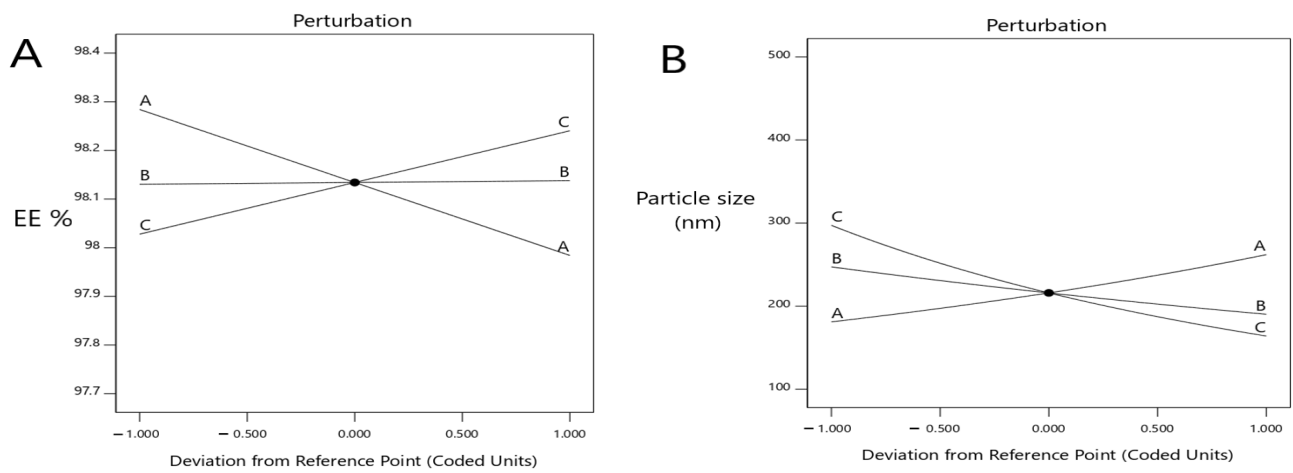 A
Perturbation
98.4
98.3
98.2
98.1
98
97.9
97.8
97.7
EE %
A
B
C
C
B
A
−1.000
−0.500
0.000
0.500
1.000
Deviation from Reference Point (Coded Units)
B
Perturbation
500
400
300
200
100
Particle size
(nm)
C
B
A
A
B
C
−1.000
−0.500
0.000
0.500
1.000
Deviation from Reference Point (Coded Units)